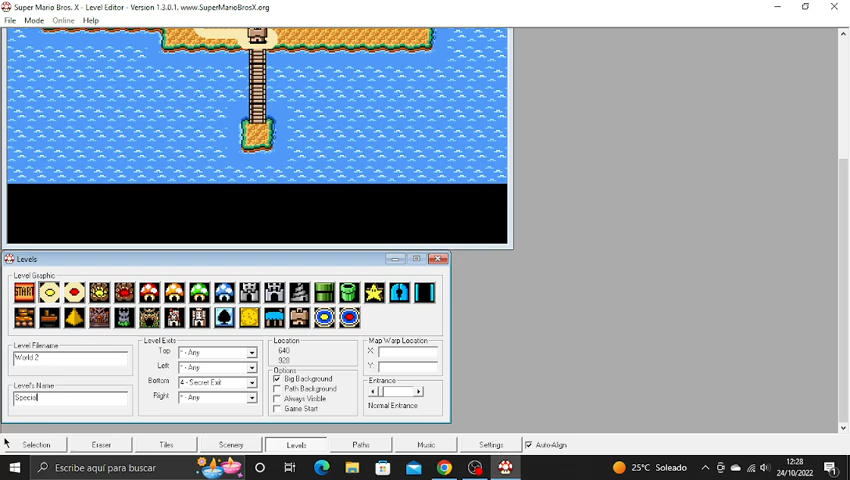 Super Mario Bros. X - Level Editor - Version 1.3.0.1. www.SuperMarioBrosX.org
File Mode Online Help
Levels
Level Graphic
START
Level Filename
World 2
Level's Name
Special
Level Exits
Top * - Any
Left * - Any
Bottom 4 - Secret Exit
Right * - Any
Location
640
928
Options
Big Background
Path Background
Always Visible
Game Start
Map Warp Location
X:
Y:
Entrance
Normal Entrance
Selection Eraser Tiles Scenery Levels Paths Music Settings Auto-Align
Escribe aquí para buscar
25°C Soleado
12:28
24/10/2022
1